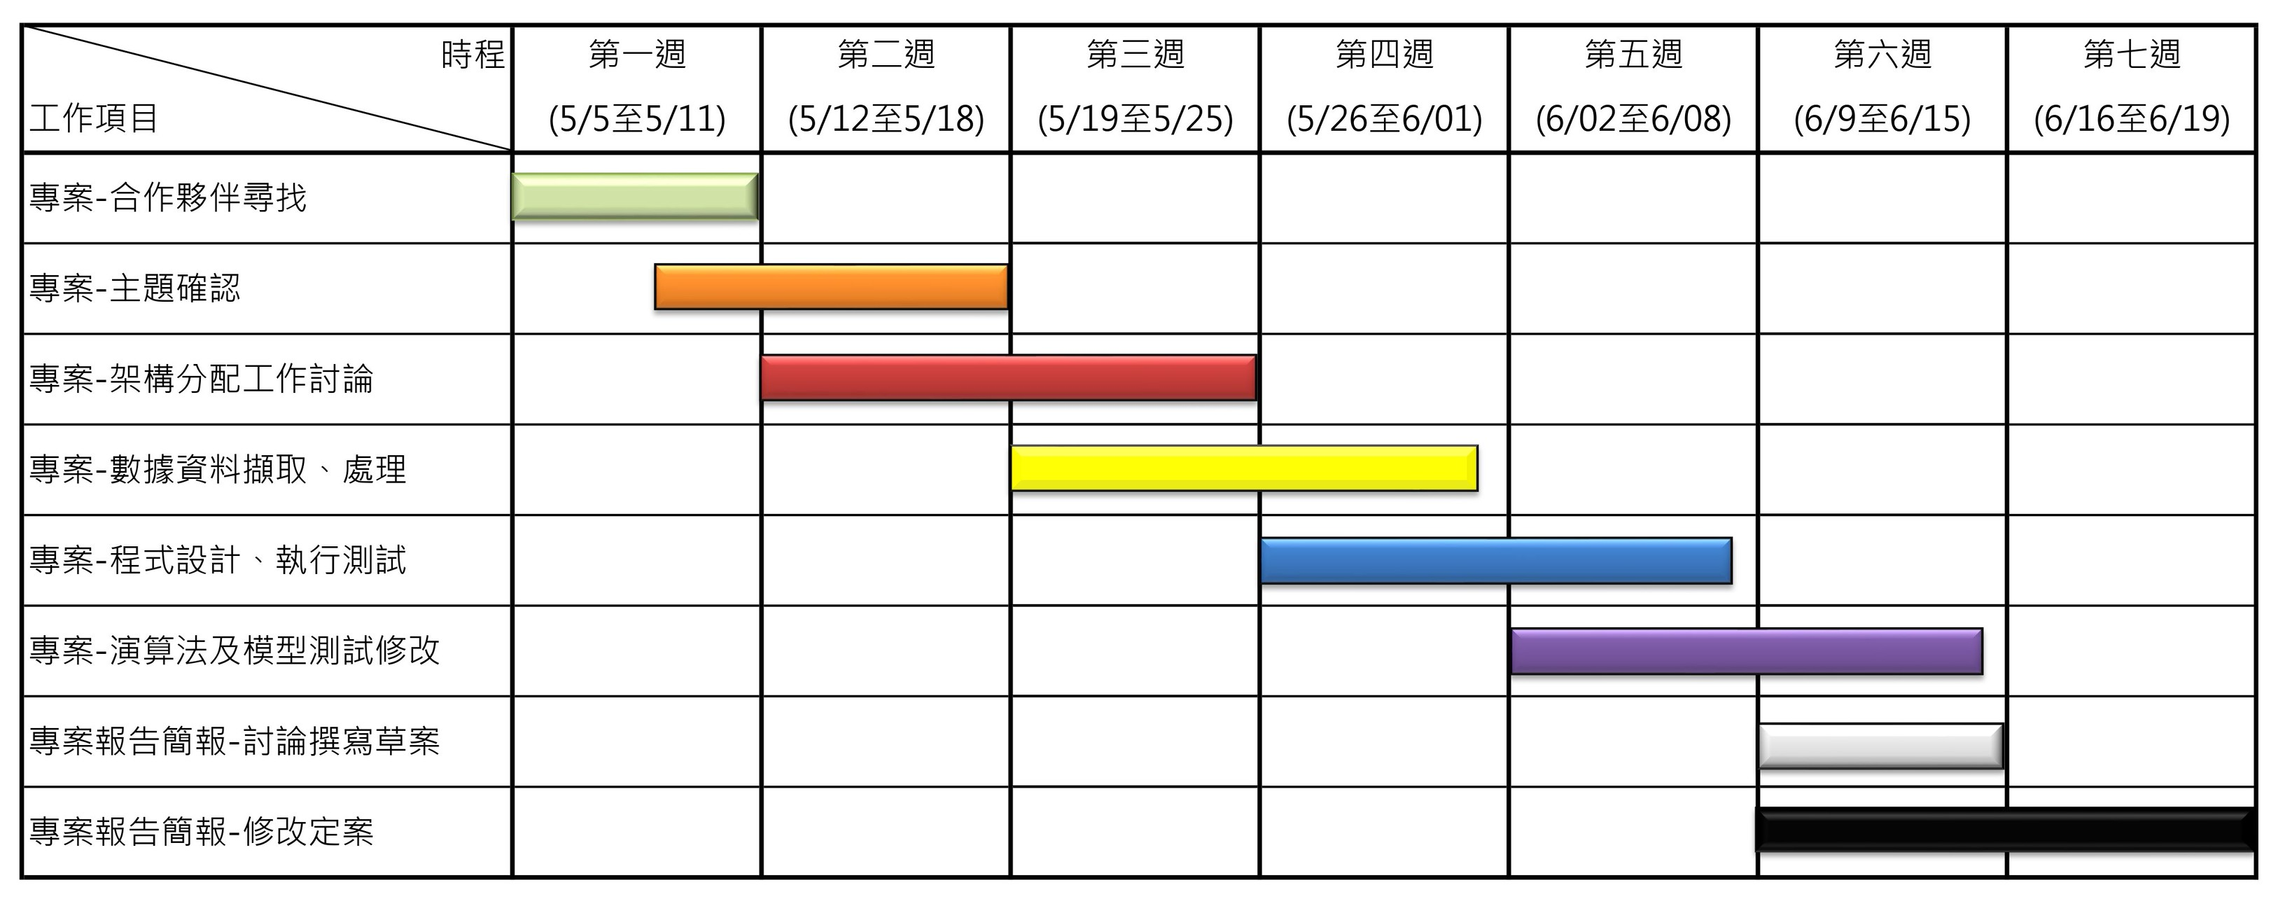 時程
工作項目
第一週
(5/5至5/11)
第二週
(5/12至5/18)
第三週
(5/19至5/25)
第四週
(5/26至6/01)
第五週
(6/02至6/08)
第六週
(6/9至6/15)
第七週
(6/16至6/19)
專案-合作夥伴尋找
專案-主題確認
專案-架構分配工作討論
專案-數據資料擷取、處理
專案-程式設計、執行測試
專案-演算法及模型測試修改
專案報告簡報-討論撰寫草案
專案報告簡報-修改定案